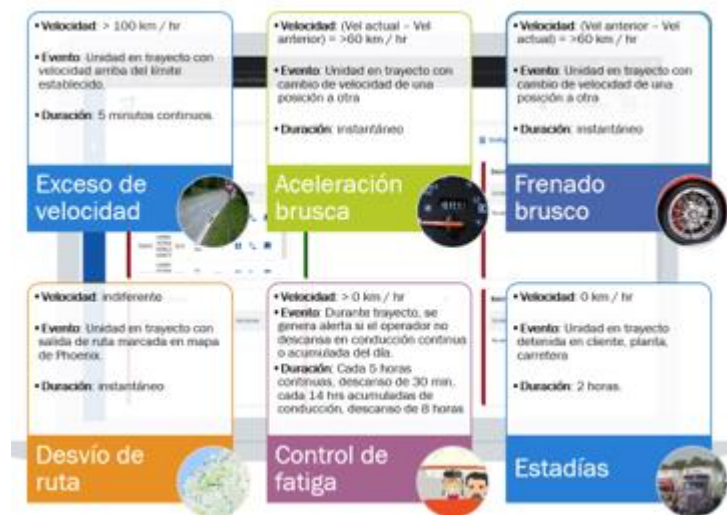 • Velocidad: > 100 km / hr
• Evento: Unidad en trayecto con
velocidad arriba del límite
establecido.
• Duración: 5 minutos continuos.
Exceso de
velocidad
• Velocidad: (Vel actual – Vel
anterior) = >60 km / hr
• Evento: Unidad en trayecto con
cambio de velocidad de una
posición a otra
• Duración: instantáneo
Aceleración
brusca
• Velocidad: (Vel anterior – Vel
actual) = >60 km / hr
• Evento: Unidad en trayecto con
cambio de velocidad de una
posición a otra
• Duración: instantáneo
Frenado
brusco
• Velocidad: indiferente
• Evento: Unidad en trayecto con
salida de ruta marcada en mapa
de Phoenix.
• Duración: instantáneo
Desvío de
ruta
• Velocidad: > 0 km / hr
• Evento: Durante trayecto, se
genera alerta si el operador no
descansa en conducción continua
o acumulada del día.
• Duración: Cada 5 horas
continuas, descanso de 30 min,
cada 14 hrs acumuladas de
conducción, descanso de 8 horas
Control de
fatiga
• Velocidad: 0 km / hr
• Evento: Unidad en trayecto
detenida en cliente, planta,
carretera
• Duración: 2 horas.
Estadías